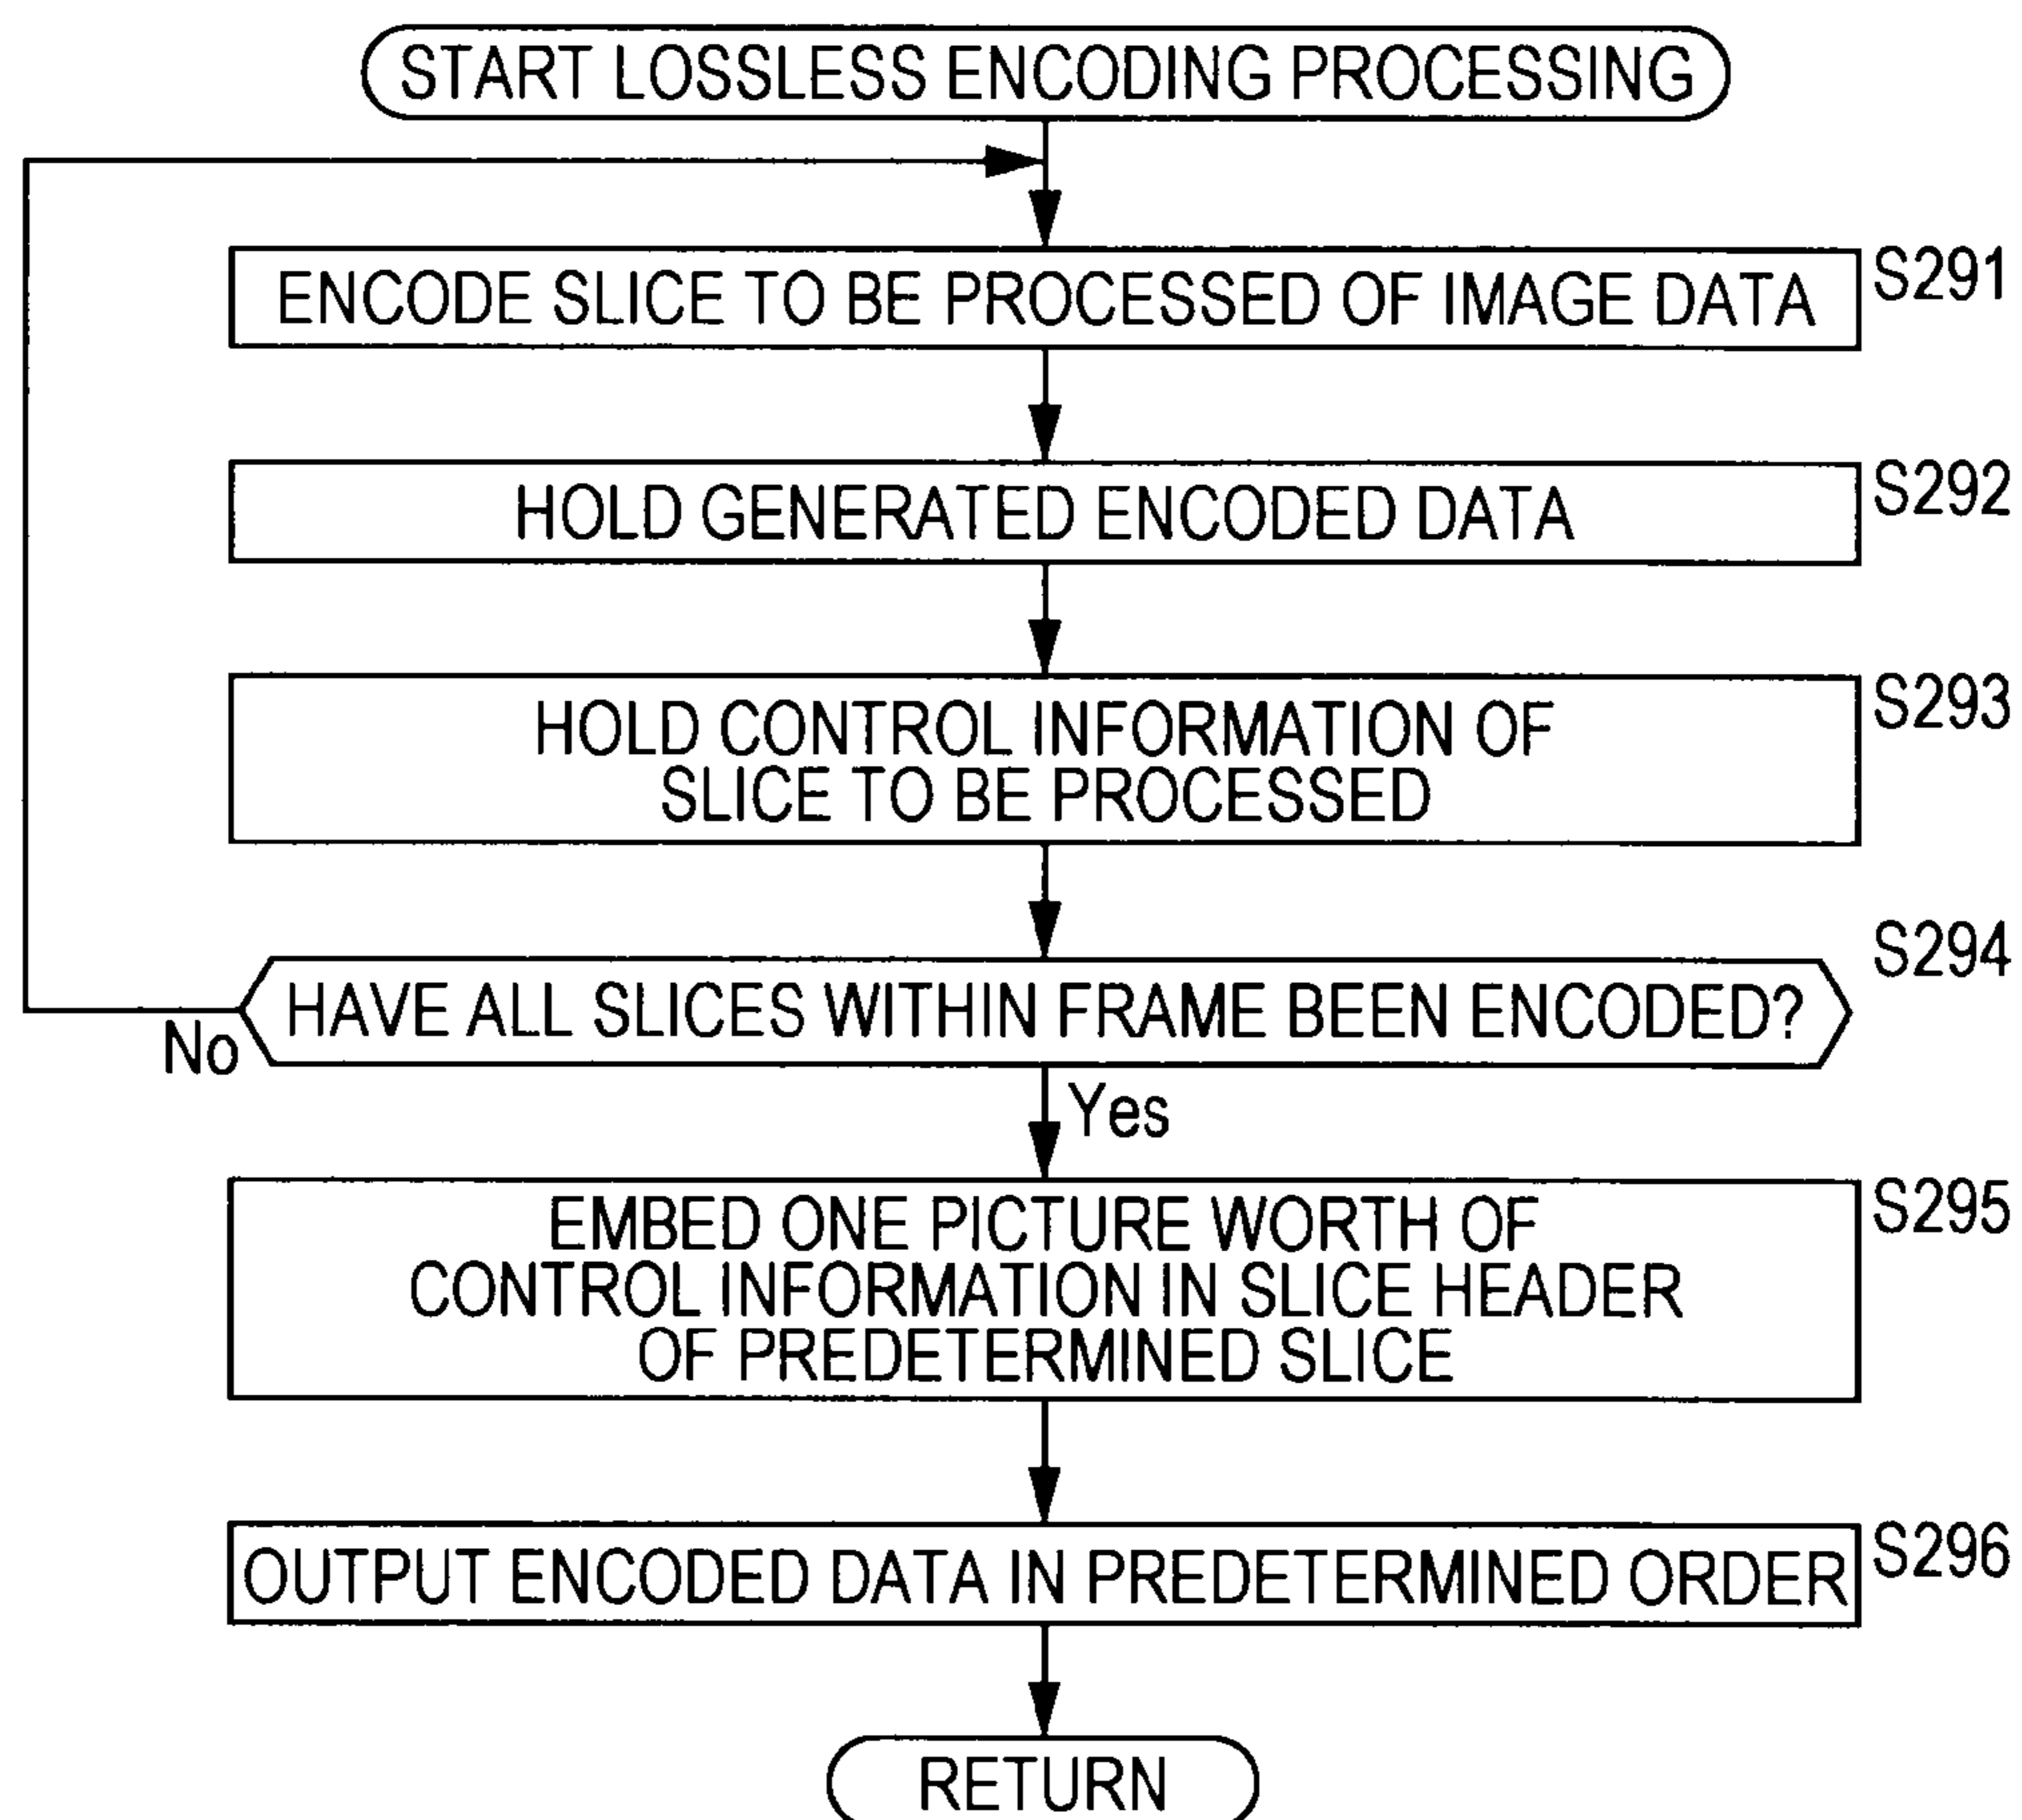 START LOSSLESS ENCODING PROCESSING
ENCODE SLICE TO BE PROCESSED OF IMAGE DATA
S291
HOLD GENERATED ENCODED DATA
S292
HOLD CONTROL INFORMATION OF
SLICE TO BE PROCESSED
S293
HAVE ALL SLICES WITHIN FRAME BEEN ENCODED?
S294
No
Yes
EMBED ONE PICTURE WORTH OF
CONTROL INFORMATION IN SLICE HEADER
OF PREDETERMINED SLICE
S295
OUTPUT ENCODED DATA IN PREDETERMINED ORDER
S296
RETURN